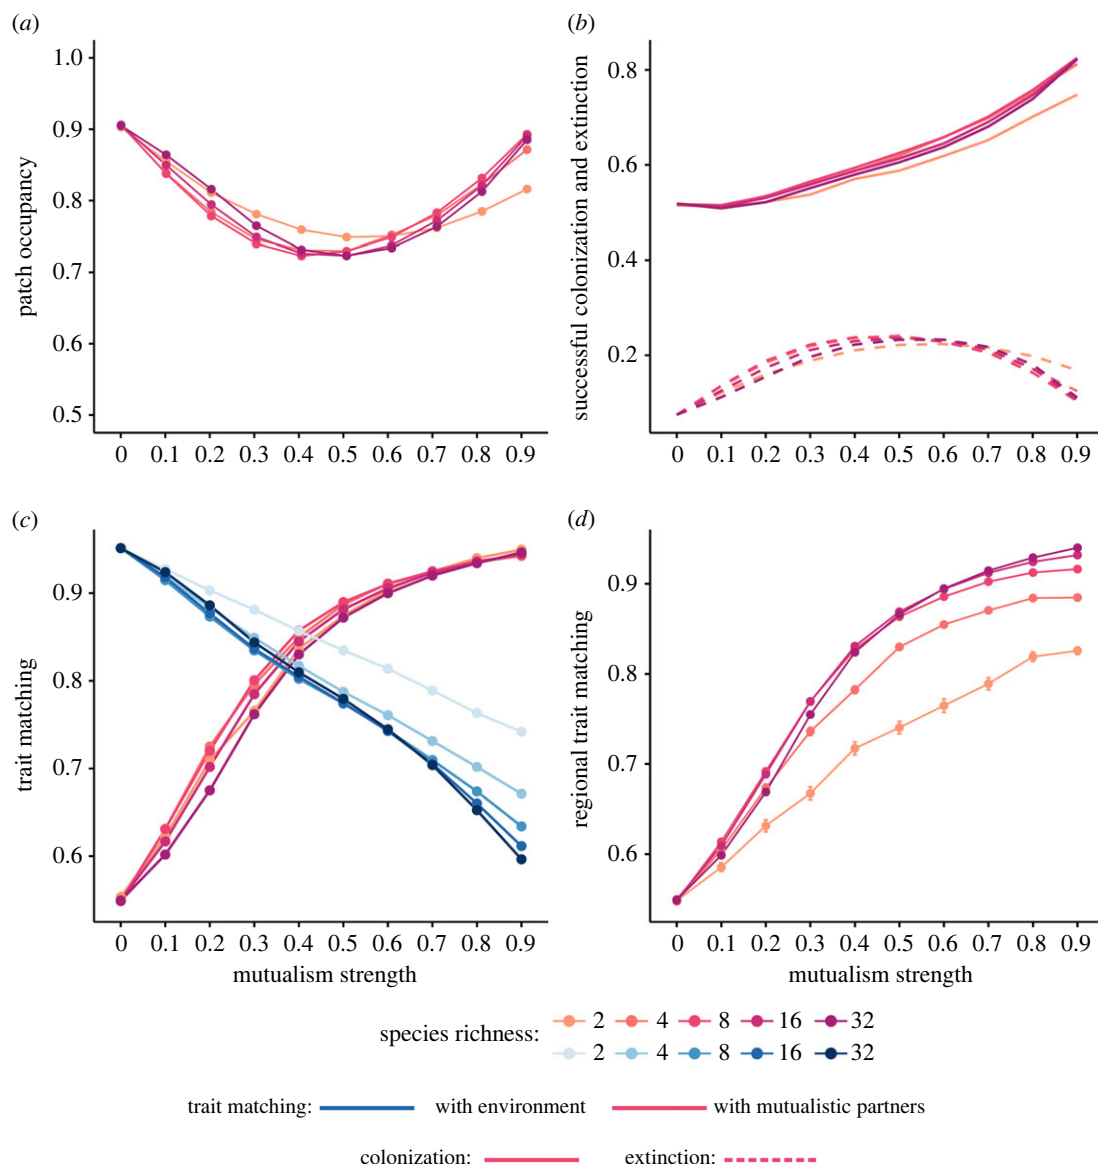 (a)
(b)
1.0
0.9
0.8
0.7
0.6
0.5
patch occupancy
0 0.1 0.2 0.3 0.4 0.5 0.6 0.7 0.8 0.9
0.8
0.6
0.4
0.2
successful colonization and extinction
0 0.1 0.2 0.3 0.4 0.5 0.6 0.7 0.8 0.9
(c)
(d)
0.9
0.8
0.7
0.6
trait matching
0 0.1 0.2 0.3 0.4 0.5 0.6 0.7 0.8 0.9
mutualism strength
0.9
0.8
0.7
0.6
regional trait matching
0 0.1 0.2 0.3 0.4 0.5 0.6 0.7 0.8 0.9
mutualism strength
species richness: 2 4 8 16 32
2 4 8 16 32
trait matching: with environment with mutualistic partners
colonization: extinction: